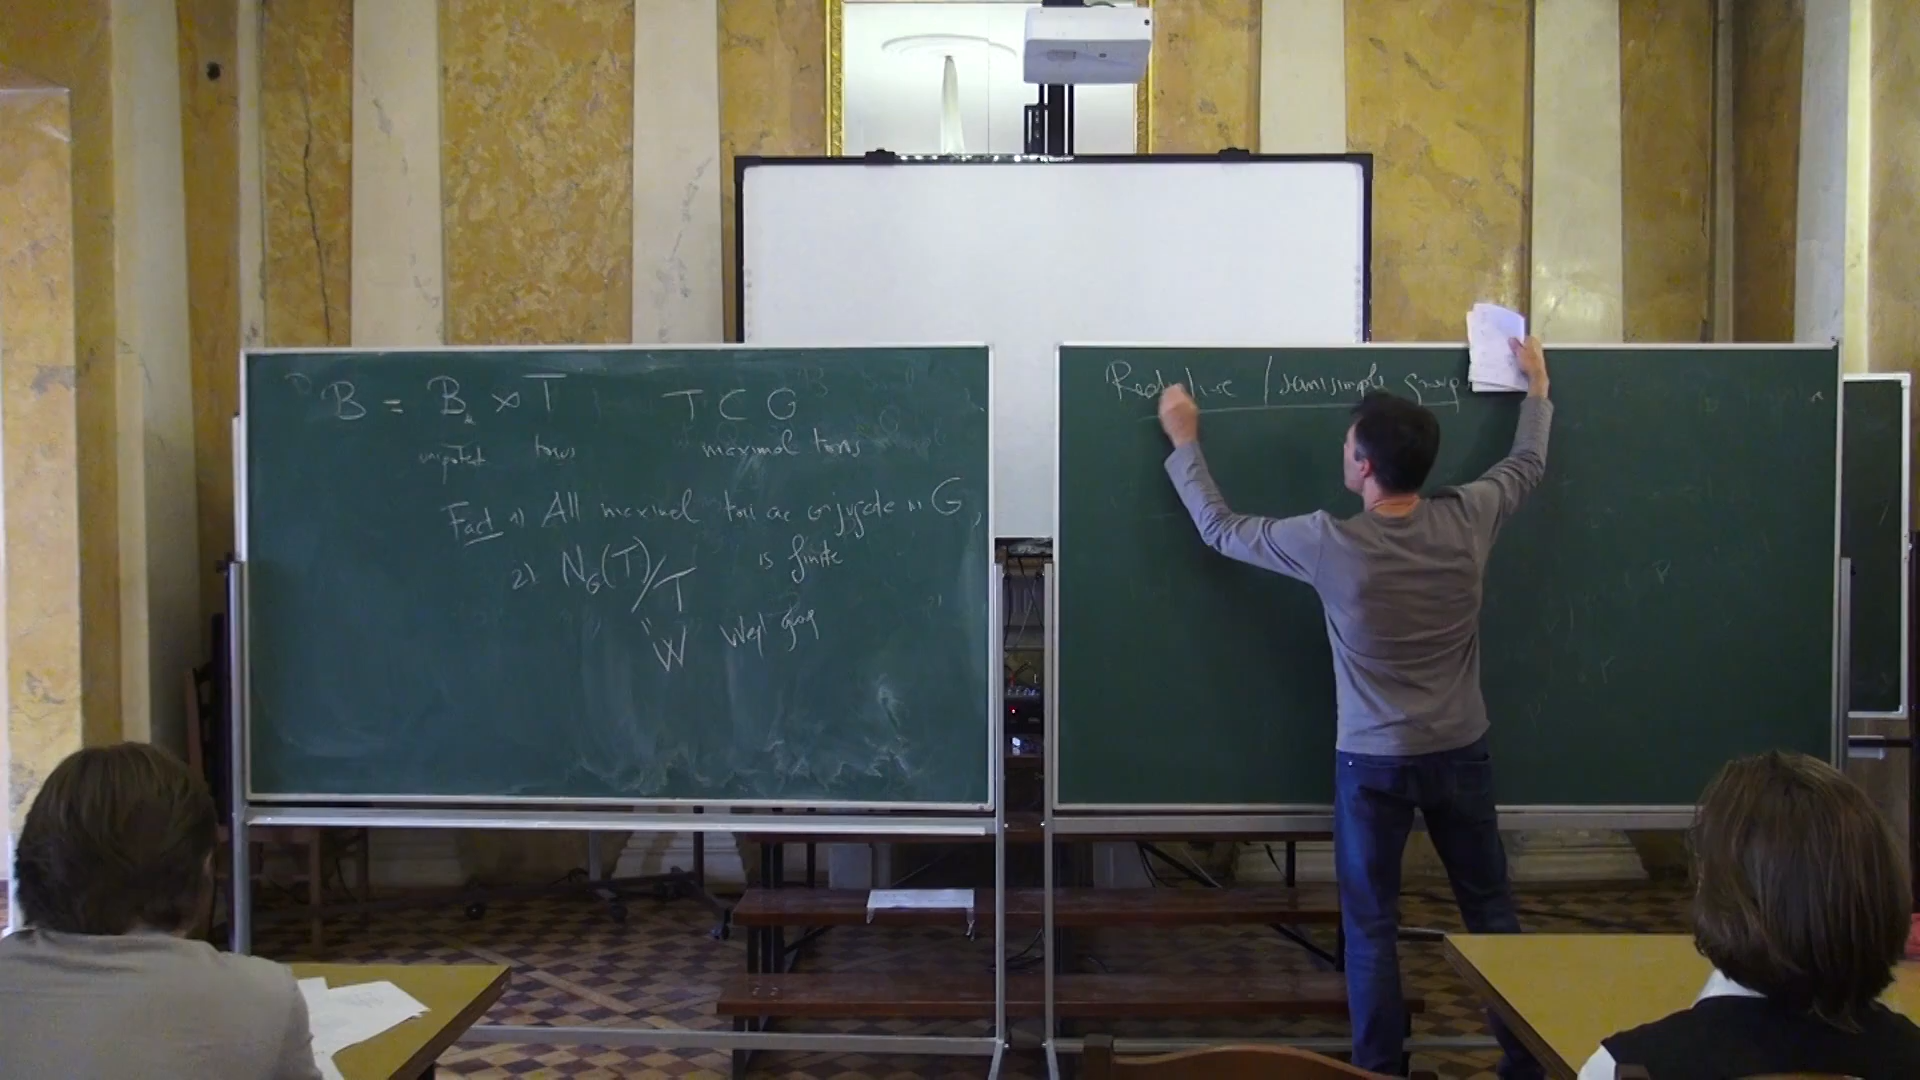 B = B_u ⋊ T T ⊂ G
unipotent torus maximal torus
Fact 1) All maximal tori are conjugate in G,
2) N_G(T)/T is finite
" W Weyl group
Reductive / semisimple group